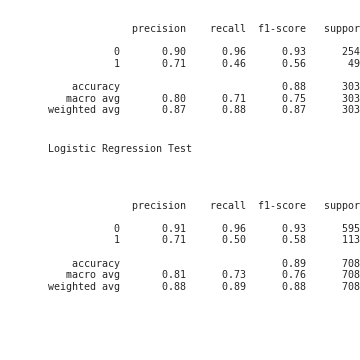 precision recall f1-score suppor
0 0.90 0.96 0.93 254
1 0.71 0.46 0.56 49
accuracy 0.88 303
macro avg 0.80 0.71 0.75 303
weighted avg 0.87 0.88 0.87 303
Logistic Regression Test
precision recall f1-score suppor
0 0.91 0.96 0.93 595
1 0.71 0.50 0.58 113
accuracy 0.89 708
macro avg 0.81 0.73 0.76 708
weighted avg 0.88 0.89 0.88 708